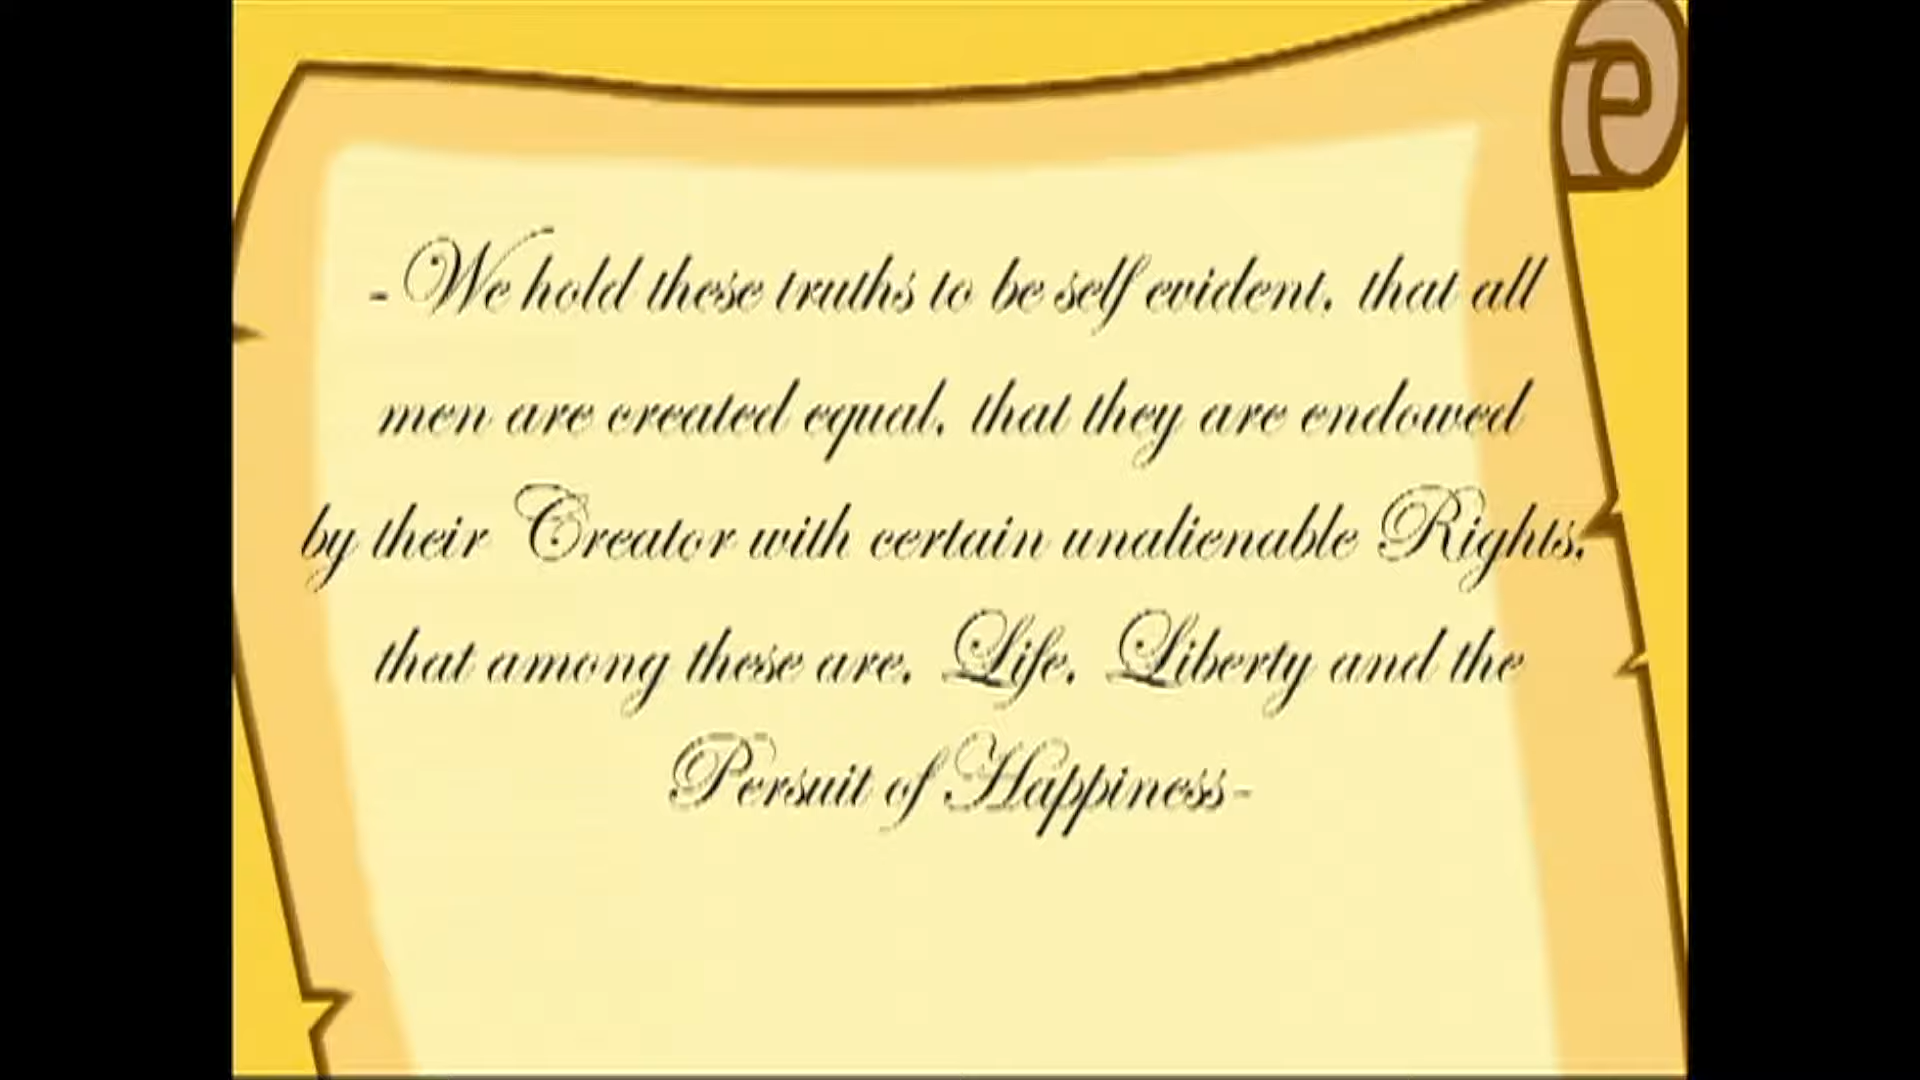 - We hold these truths to be self evident, that all
men are created equal, that they are endowed
by their Creator with certain unalienable Rights,
that among these are, Life, Liberty and the
Persuit of Happiness-